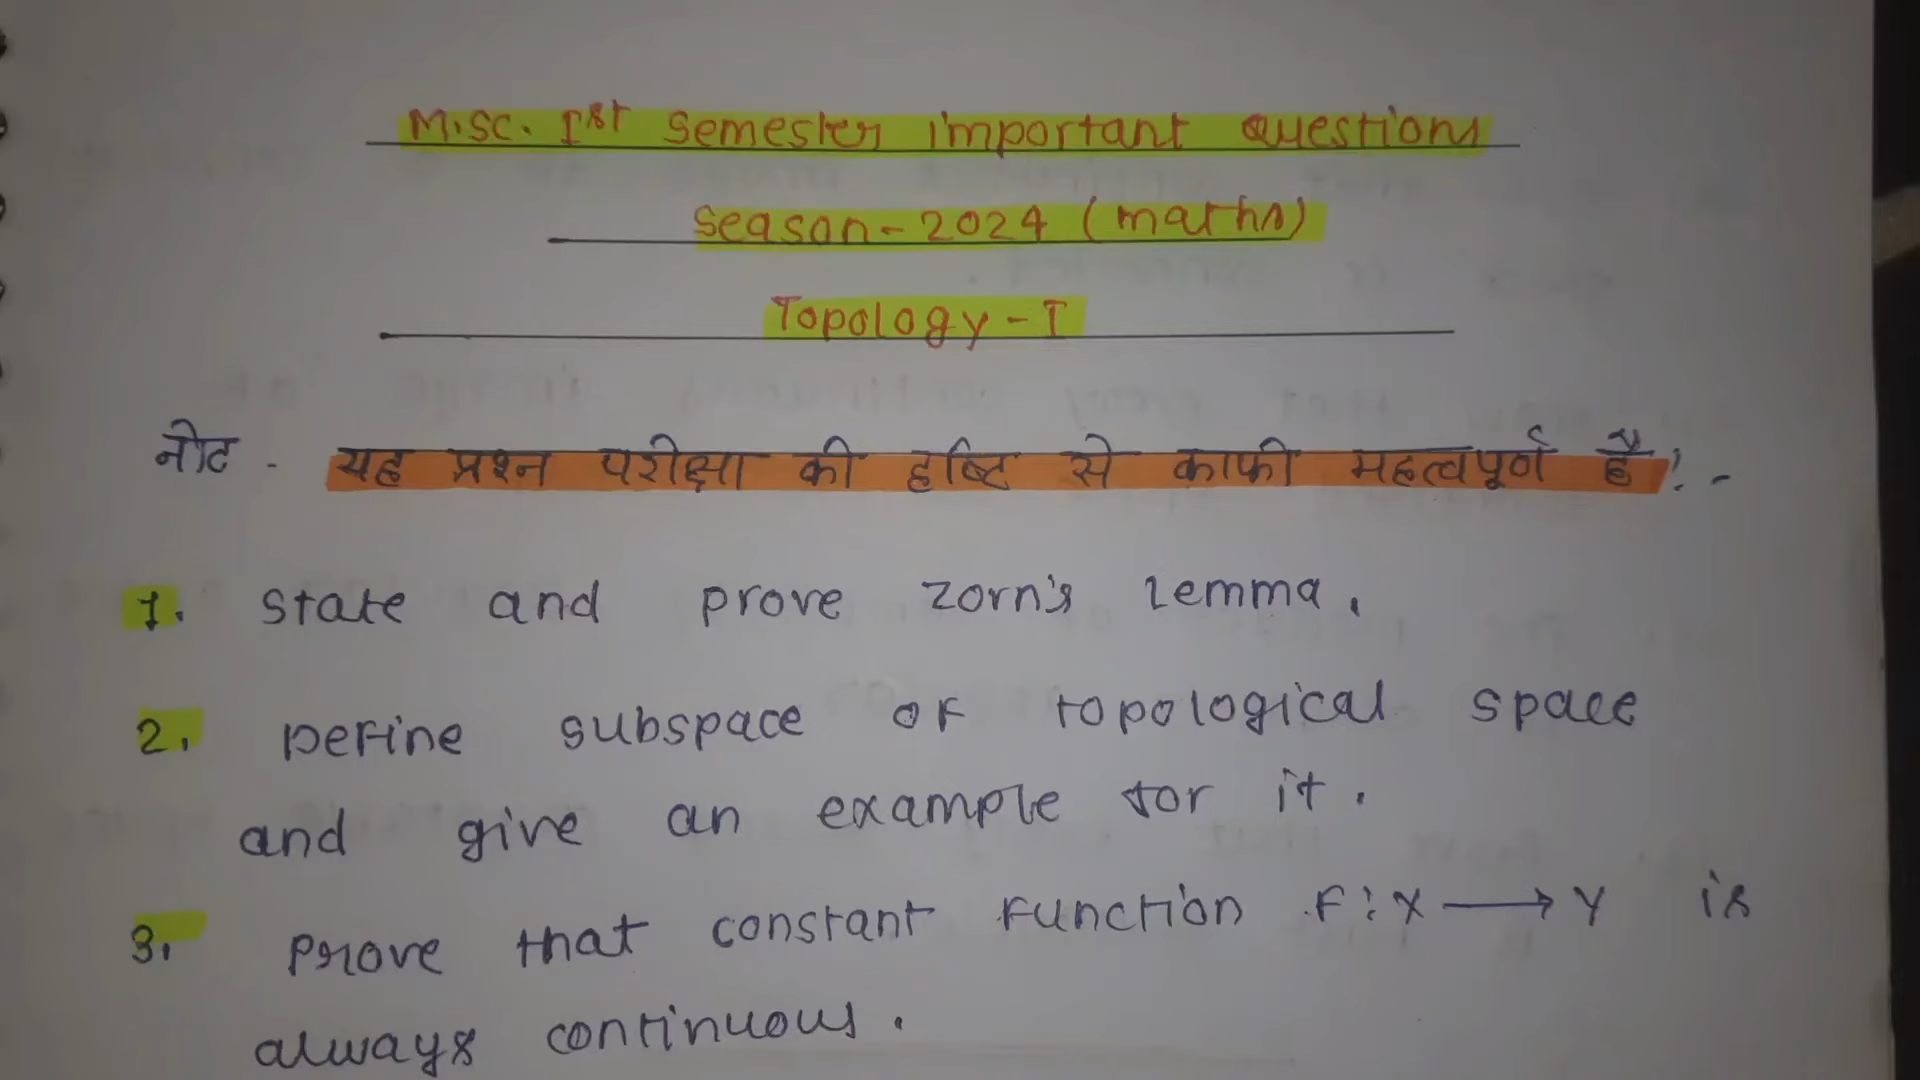 M.SC. Ist semester important questions
season-2024 (maths)
Topology-I
नोट - यह प्रश्न परीक्षा की दृष्टि से काफी महत्वपूर्ण हैं ! -
1. state and prove zorn's lemma.
2. Define subspace of topological space
and give an example for it.
3. prove that constant function F:X⟶Y is
always continuous.